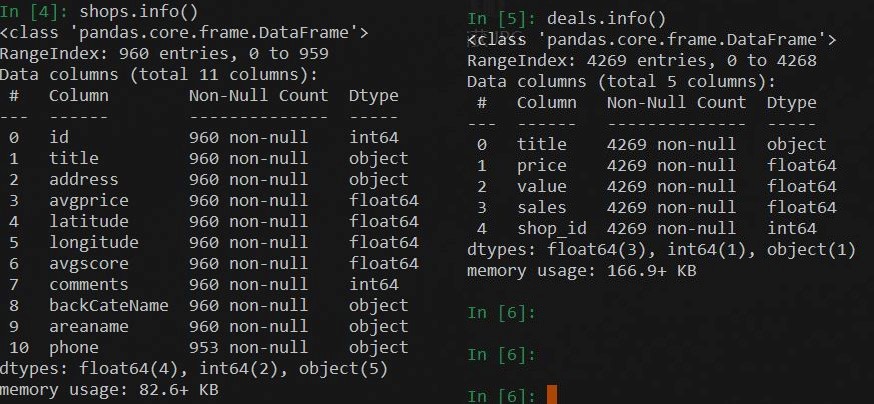 In [4]: shops.info()
<class 'pandas.core.frame.DataFrame'>
RangeIndex: 960 entries, 0 to 959
Data columns (total 11 columns):
 #   Column        Non-Null Count  Dtype
---  ------        --------------  -----
 0   id            960 non-null    int64
 1   title         960 non-null    object
 2   address       960 non-null    object
 3   avgprice      960 non-null    float64
 4   latitude      960 non-null    float64
 5   longitude     960 non-null    float64
 6   avgscore      960 non-null    float64
 7   comments      960 non-null    int64
 8   backCateName  960 non-null    object
 9   areaname      960 non-null    object
 10  phone         953 non-null    object
dtypes: float64(4), int64(2), object(5)
memory usage: 82.6+ KB
In [5]: deals.info()
<class 'pandas.core.frame.DataFrame'>
RangeIndex: 4269 entries, 0 to 4268
Data columns (total 5 columns):
 #   Column   Non-Null Count  Dtype
---  ------   --------------  -----
 0   title    4269 non-null   object
 1   price    4269 non-null   float64
 2   value    4269 non-null   float64
 3   sales    4269 non-null   float64
 4   shop_id  4269 non-null   int64
dtypes: float64(3), int64(1), object(1)
memory usage: 166.9+ KB
In [6]:
In [6]:
In [6]: